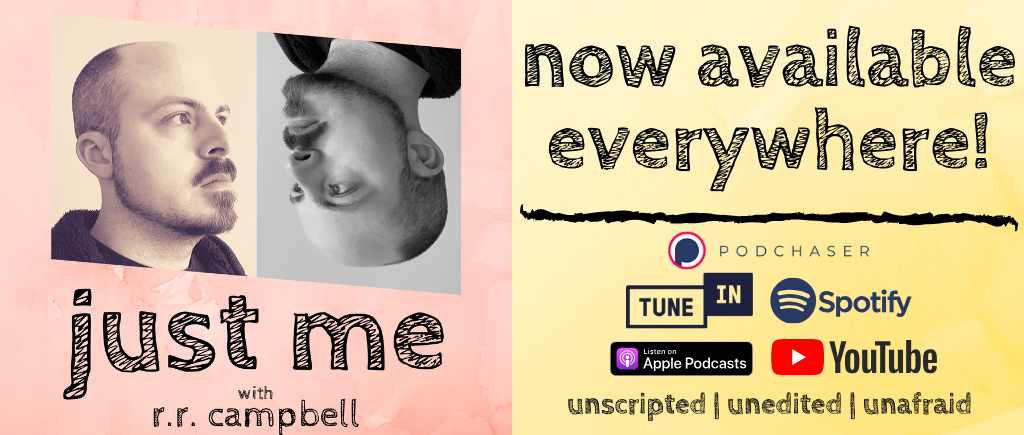 just me
with
r.r. campbell
now available
everywhere!
PODCHASER
TUNE IN
Spotify
Listen on
Apple Podcasts
YouTube
unscripted | unedited | unafraid